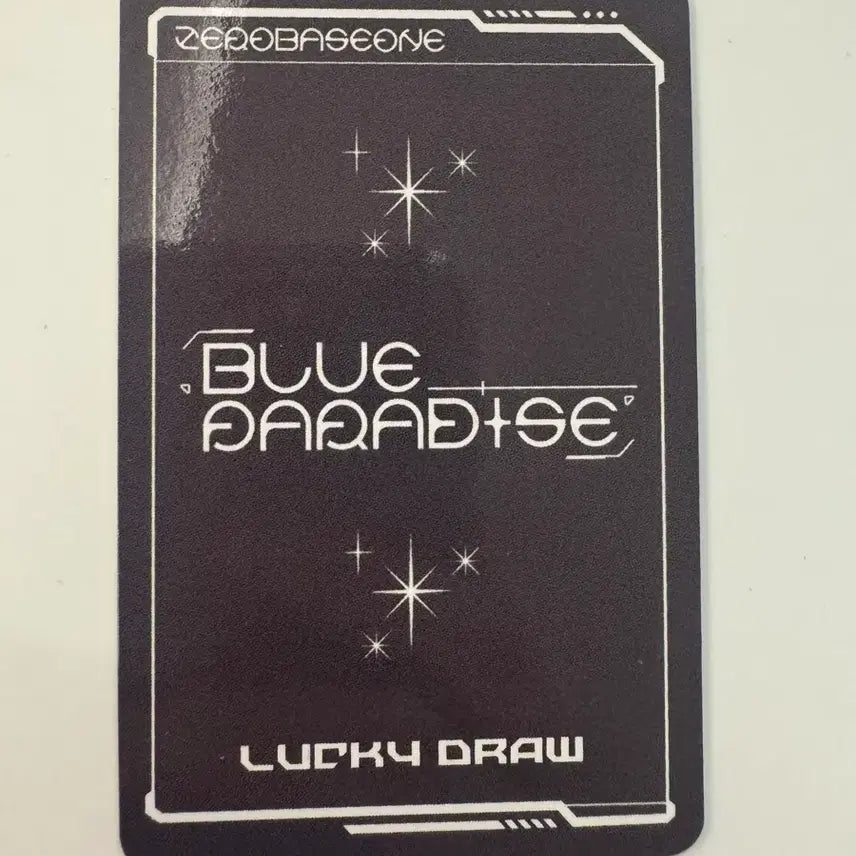 ZEROBASEONE
BLUE
PARADISE
LUCKY DRAW